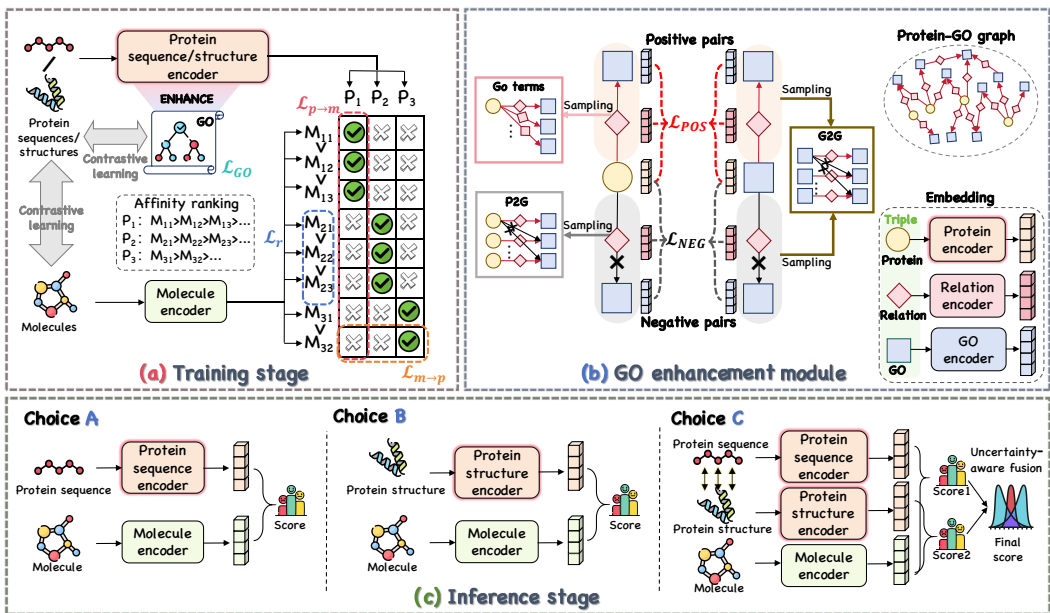 Protein
sequence/structure
encoder
ENHANCE
GO
Protein
sequences/
structures
Contrastive
learning
ℒGO
Contrastive
learning
Affinity ranking
P1: M11>M12>M13>...
P2: M21>M22>M23>...
P3: M31>M32>...
Molecules
Molecule
encoder
ℒp→m
P1 P2 P3
M11
M12
M13
ℒr
M21
M22
M23
M31
M32
ℒm→p
(a) Training stage
Positive pairs
Go terms
Sampling
P2G
Sampling
ℒPOS
ℒNEG
Negative pairs
Sampling
G2G
Sampling
Protein-GO graph
Embedding
Triple
Protein
Protein
encoder
Relation
Relation
encoder
GO
GO
encoder
(b) GO enhancement module
Choice A
Protein sequence
Protein
sequence
encoder
Molecule
Molecule
encoder
Score
Choice B
Protein structure
Protein
structure
encoder
Molecule
Molecule
encoder
Score
Choice C
Protein sequence
Protein
sequence encoder
Protein structure
Protein
structure encoder
Molecule
Molecule
encoder
Score1
Score2
Uncertainty-
aware fusion
Final
score
(c) Inference stage